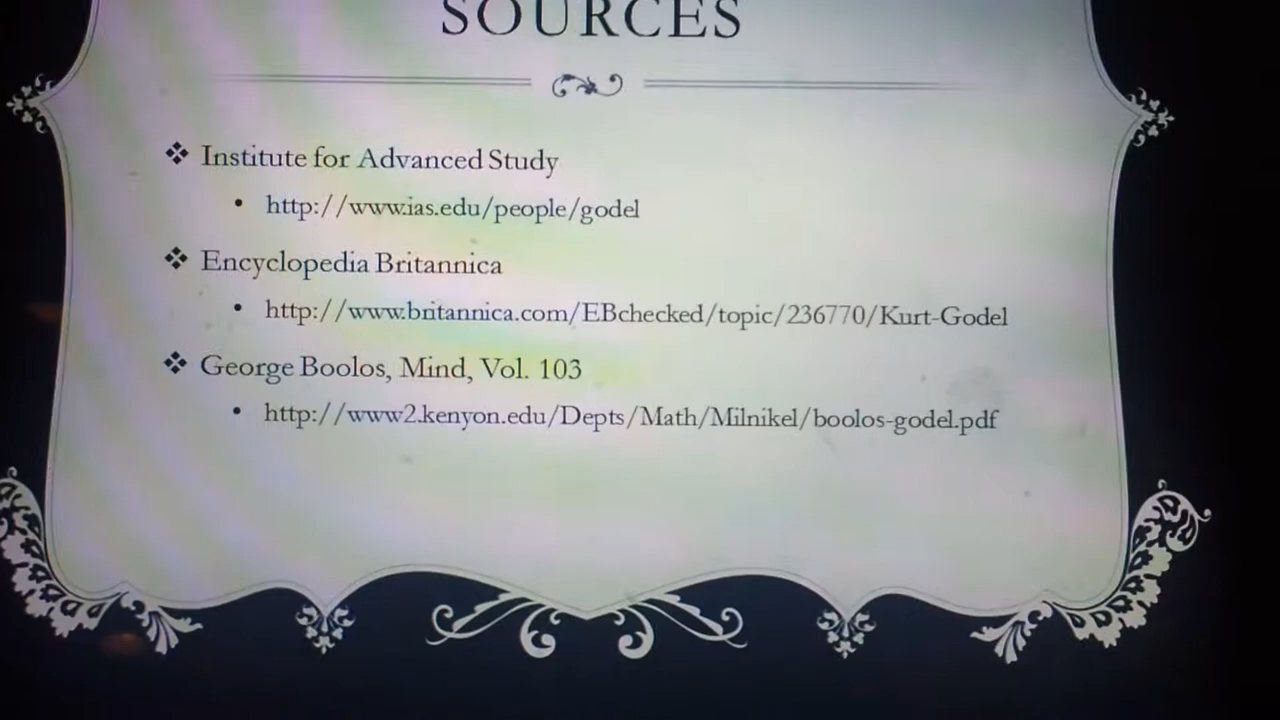 SOURCES
Institute for Advanced Study
http://www.ias.edu/people/godel
Encyclopedia Britannica
http://www.britannica.com/EBchecked/topic/236770/Kurt-Godel
George Boolos, Mind, Vol. 103
http://www2.kenyon.edu/Depts/Math/Milnikel/boolos-godel.pdf